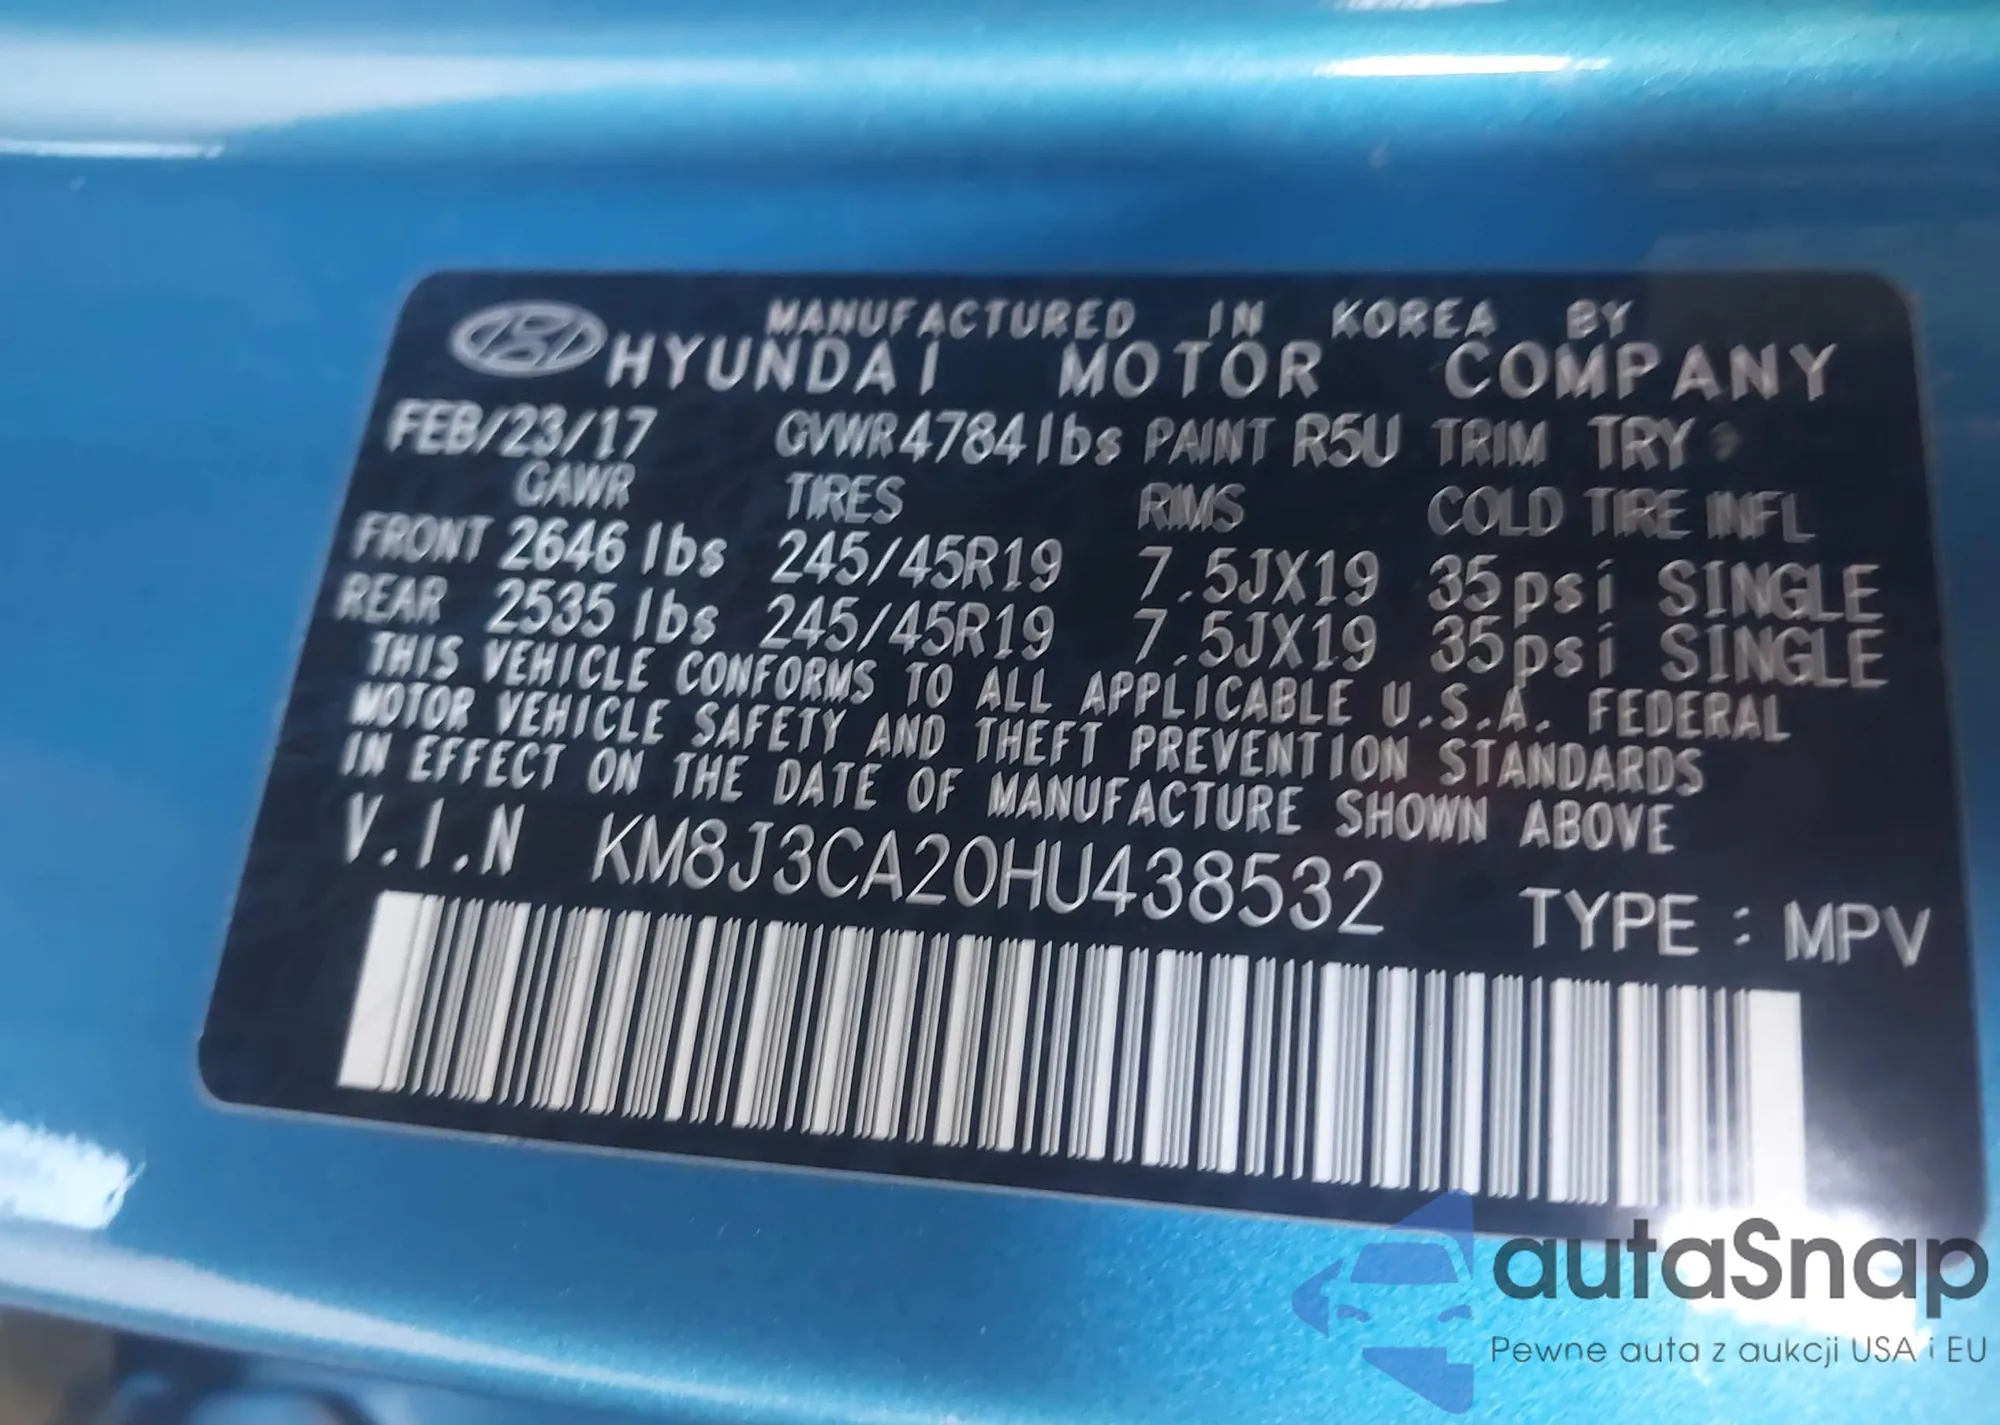 MANUFACTURED IN KOREA BY
HYUNDAI MOTOR COMPANY
FEB/23/17 GVWR 4784 lbs PAINT R5U TRIM TRY
GAWR TIRES RIMS COLD TIRE INFL
FRONT 2646 lbs 245/45R19 7.5JX19 35psi SINGLE
REAR 2535 lbs 245/45R19 7.5JX19 35psi SINGLE
THIS VEHICLE CONFORMS TO ALL APPLICABLE U.S.A. FEDERAL
MOTOR VEHICLE SAFETY AND THEFT PREVENTION STANDARDS
IN EFFECT ON THE DATE OF MANUFACTURE SHOWN ABOVE
V.I.N KM8J3CA20HU438532 TYPE : MPV
autaSnap
Pewne auta z aukcji USA i EU